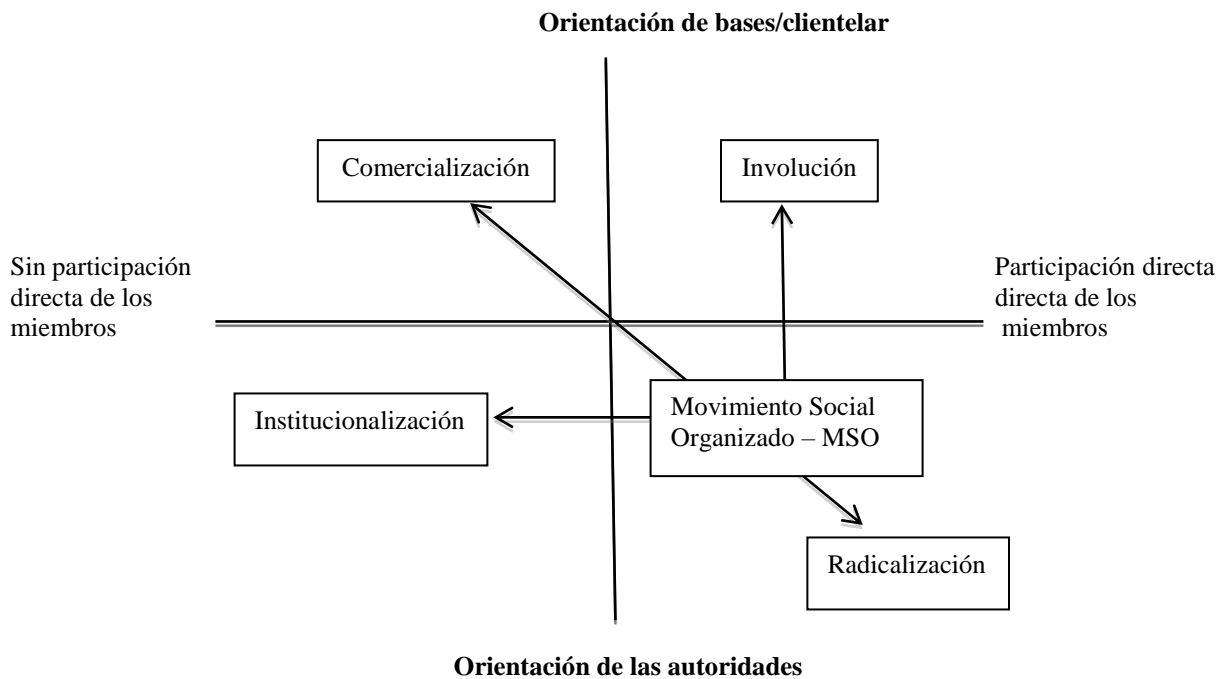 Orientación de bases/clientelar
Comercialización
Involución
Sin participación
directa de los
miembros
Participación directa
directa de los
miembros
Institucionalización
Movimiento Social
Organizado – MSO
Radicalización
Orientación de las autoridades